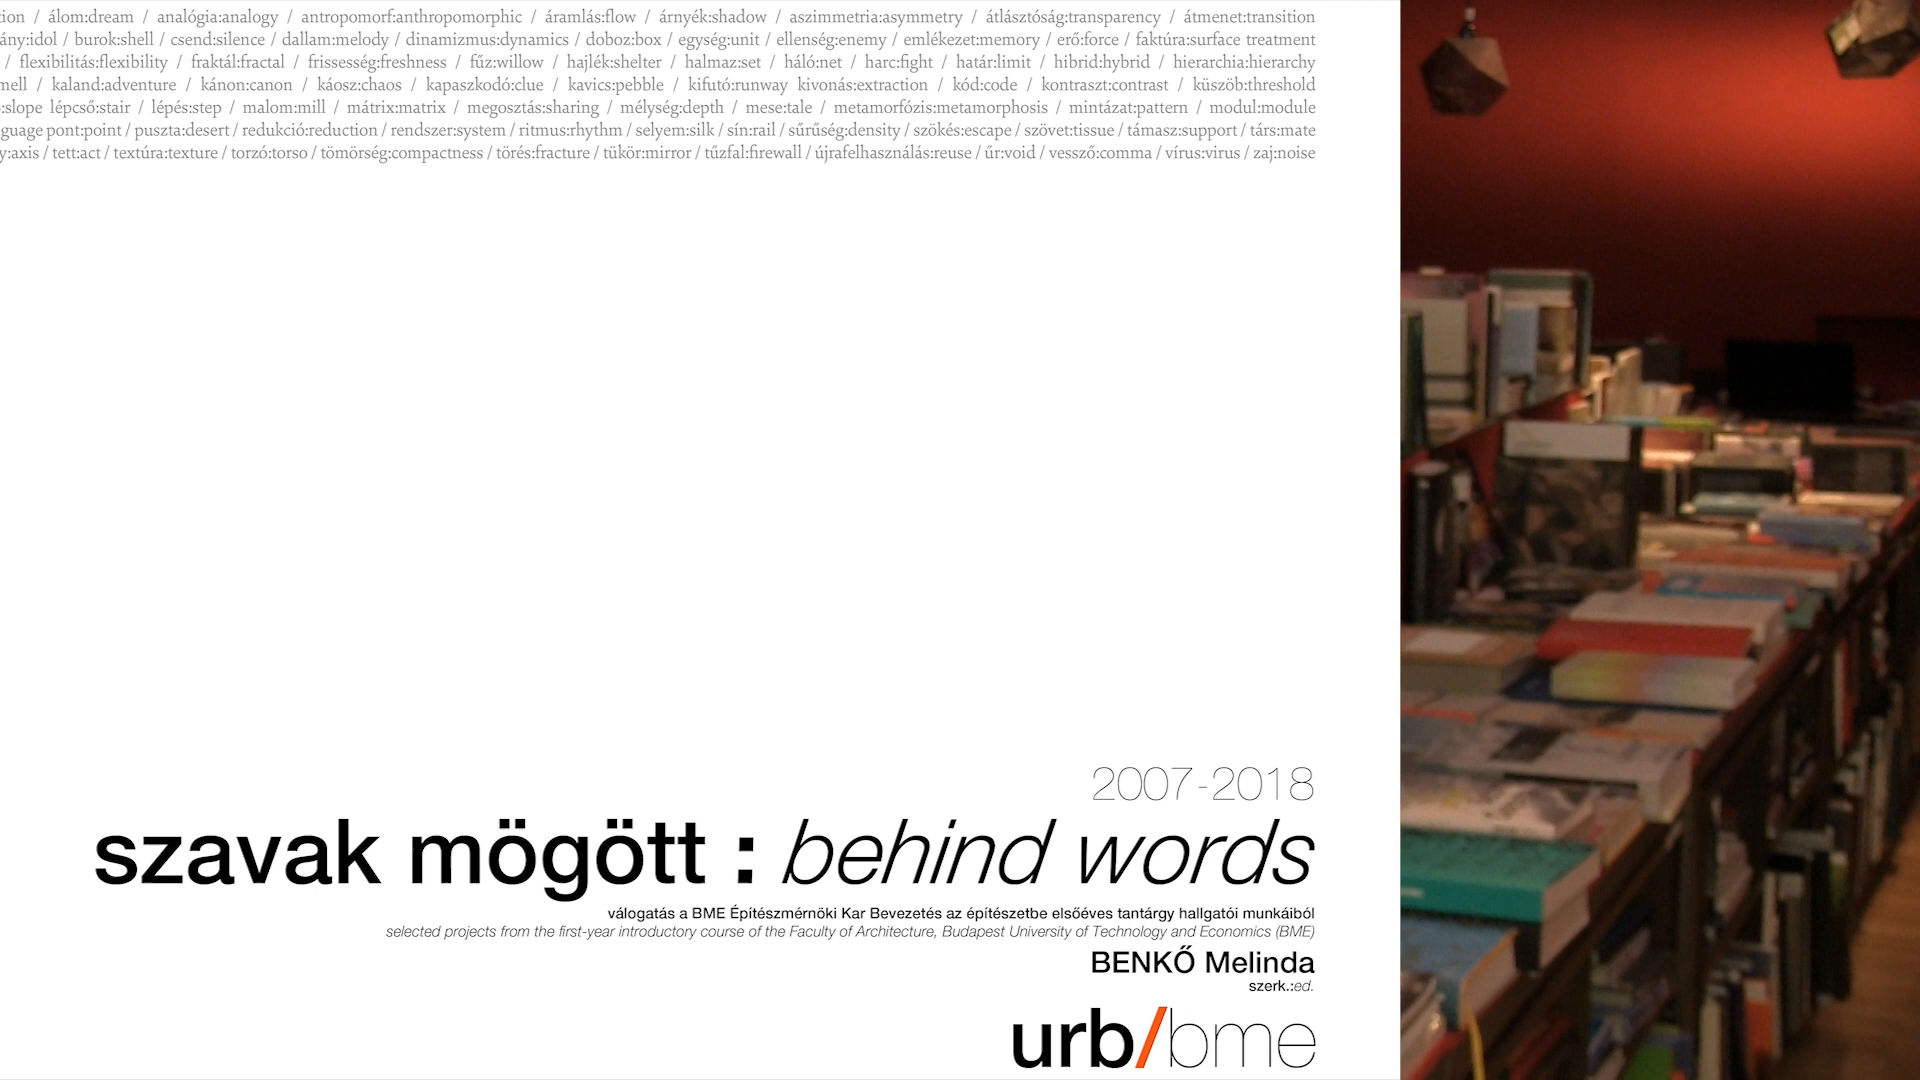 / álom:dream / analógia:analogy / antropomorf:anthropomorphic / áramlás:flow / árnyék:shadow / aszimmetria:asymmetry / átlásztóság:transparency / átmenet:transition
:idol / burok:shell / csend:silence / dallam:melody / dinamizmus:dynamics / doboz:box / egység:unit / ellenség:enemy / emlékezet:memory / erő:force / faktúra:surface treatment
/ flexibilitás:flexibility / fraktál:fractal / frissesség:freshness / fűz:willow / hajlék:shelter / halmaz:set / háló:net / harc:fight / határ:limit / hibrid:hybrid / hierarchia:hierarchy
/ kaland:adventure / kánon:canon / káosz:chaos / kapaszkodó:clue / kavics:pebble / kifutó:runway kivonás:extraction / kód:code / kontraszt:contrast / küszöb:threshold
:slope lépcső:stair / lépés:step / malom:mill / mátrix:matrix / megosztás:sharing / mélység:depth / mese:tale / metamorfózis:metamorphosis / mintázat:pattern / modul:module
guage pont:point / puszta:desert / redukció:reduction / rendszer:system / ritmus:rhythm / selyem:silk / sín:rail / sűrűség:density / szökés:escape / szövet:tissue / támasz:support / társ:mate
y:axis / tett:act / textúra:texture / torzó:torso / tömörség:compactness / törés:fracture / tükör:mirror / tűzfal:firewall / újrafelhasználás:reuse / űr:void / vessző:comma / vírus:virus / zaj:noise
2007-2018
szavak mögött : behind words
válogatás a BME Építészmérnöki Kar Bevezetés az építészetbe elsőéves tantárgy hallgatói munkáiból
selected projects from the first-year introductory course of the Faculty of Architecture, Budapest University of Technology and Economics (BME)
BENKŐ Melinda
szerk.:ed.
urb/bme